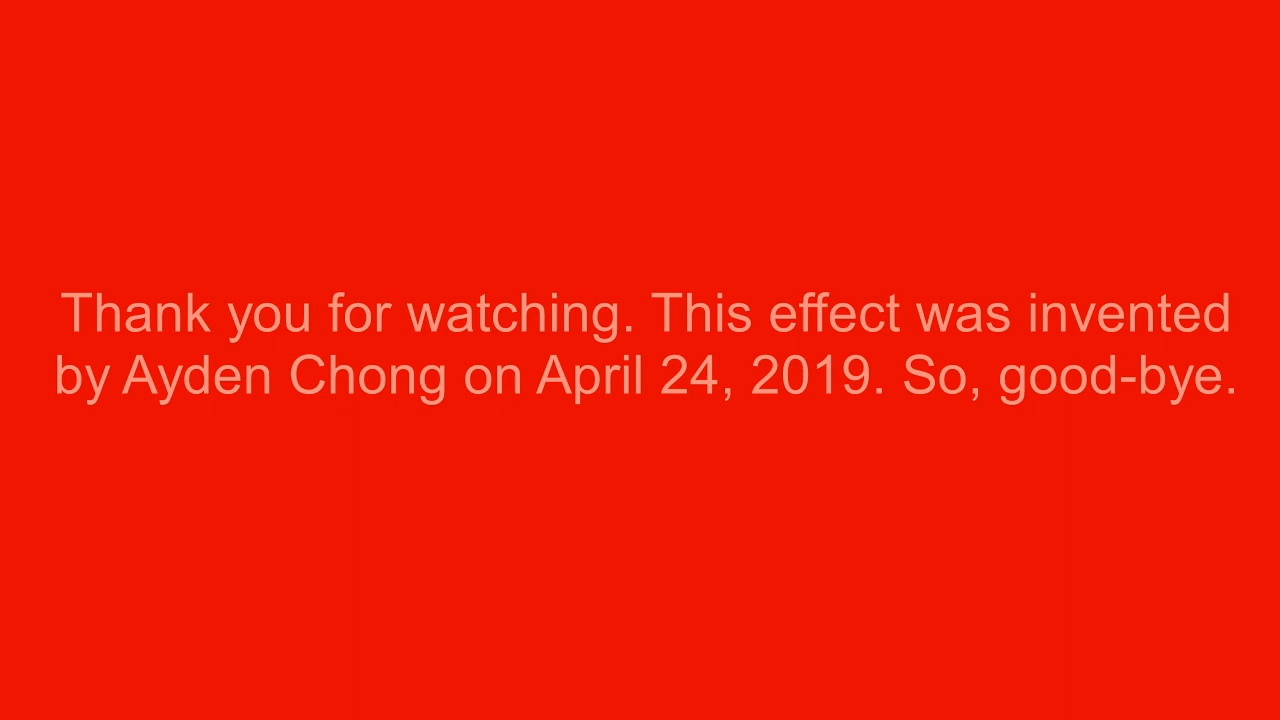 Thank you for watching. This effect was invented
by Ayden Chong on April 24, 2019. So, good-bye.